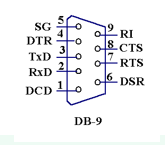 SG 5 9 RI
DTR 4 8 CTS
TxD 3 7 RTS
RxD 2 6 DSR
DCD 1
DB-9